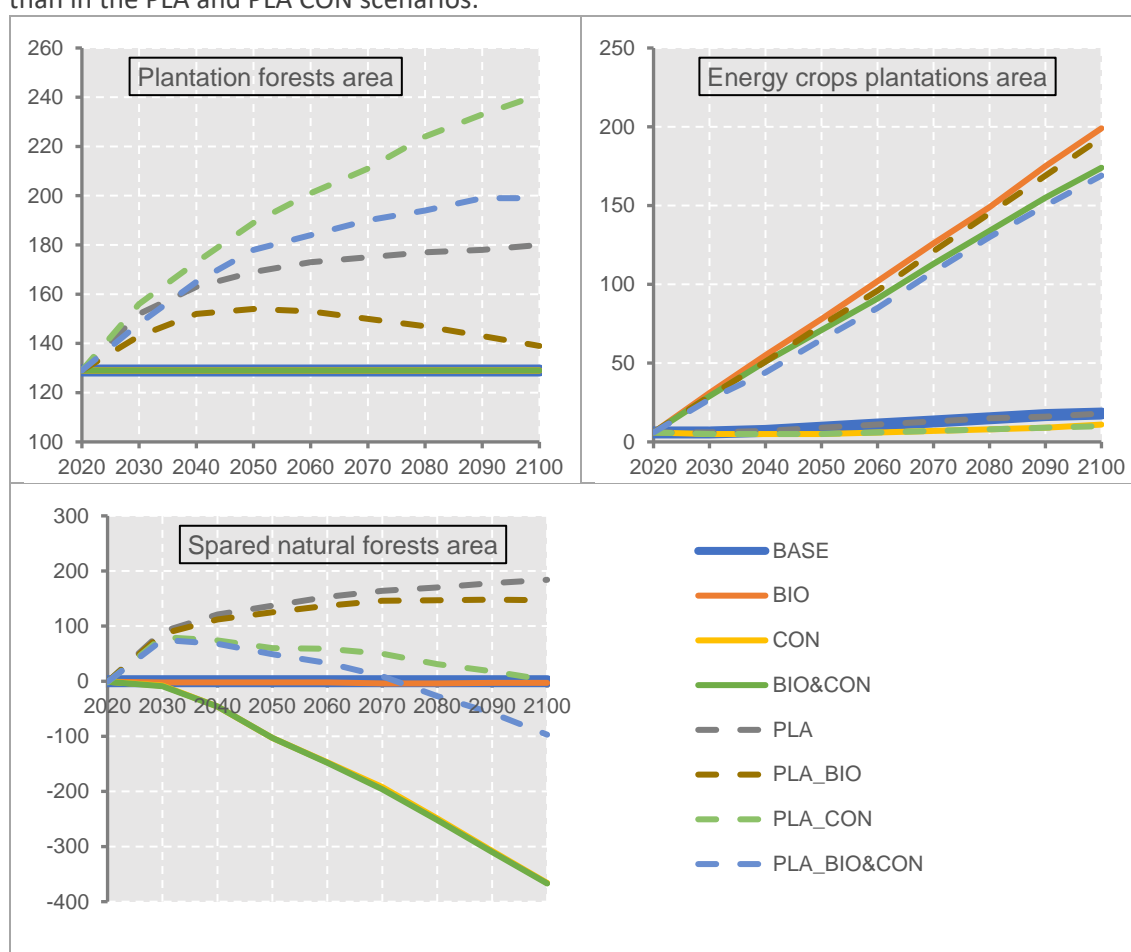 than in the PLA and PLA CON scenarios.
Plantation forests area
260
240
220
200
180
160
140
120
100
2020 2030 2040 2050 2060 2070 2080 2090 2100
Energy crops plantations area
250
200
150
100
50
0
2020 2030 2040 2050 2060 2070 2080 2090 2100
Spared natural forests area
300
200
100
0
2020 2030 2040 2050 2060 2070 2080 2090 2100
-100
-200
-300
-400
BASE
BIO
CON
BIO&CON
PLA
PLA_BIO
PLA_CON
PLA_BIO&CON